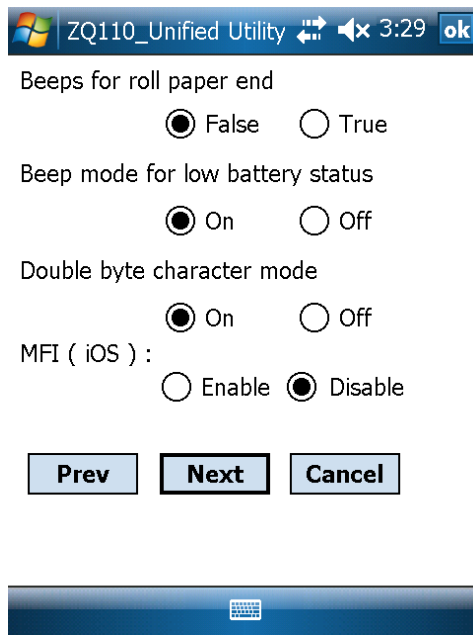 ZQ110_Unified Utility 3:29 ok
Beeps for roll paper end
False True
Beep mode for low battery status
On Off
Double byte character mode
On Off
MFI ( iOS ) :
Enable Disable
Prev Next Cancel